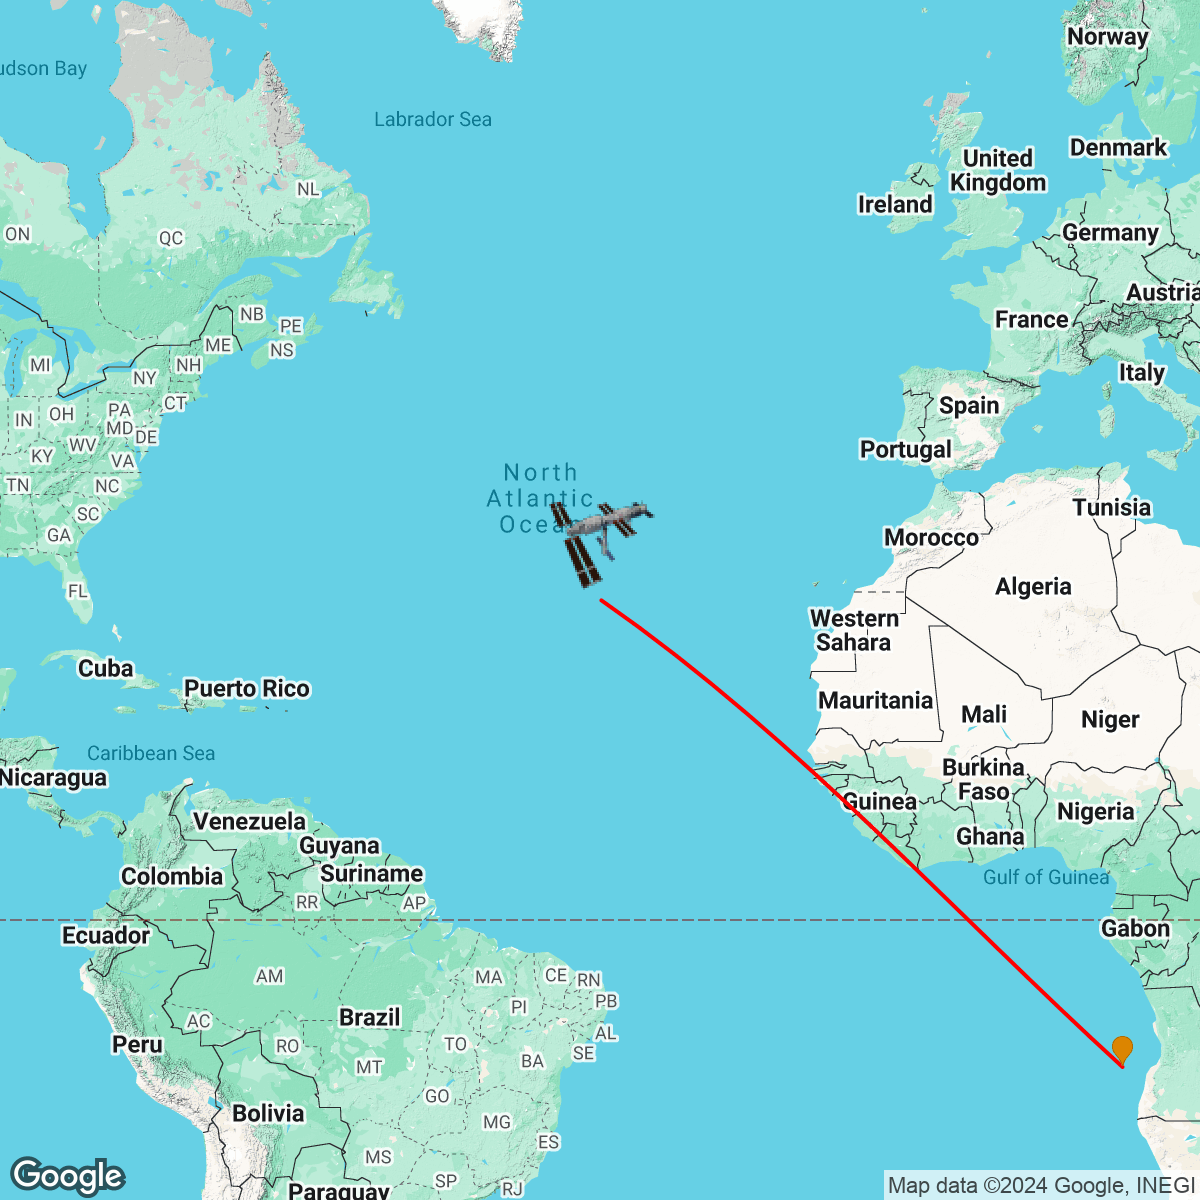 Norway
udson Bay
Labrador Sea
Denmark
United
Kingdom
NL
Ireland
ON
QC
Germany
Austria
NB
PE
France
ME
NS
MI
NH
Italy
NY
CT
Spain
PA
IN
OH
MD
DE
WV
Portugal
KY
VA
North
TN
NC
Atlantic
Tunisia
SC
Ocea
GA
Morocco
Algeria
FL
Western
Sahara
Cuba
Puerto Rico
Mauritania
Mali
Niger
Caribbean Sea
Burkina
Faso
Nicaragua
Guinea
Nigeria
Venezuela
Ghana
Guyana
Suriname
Colombia
Gulf of Guinea
RR
AP
Gabon
Ecuador
AM
MA
CE
RN
PB
PI
Brazil
AC
AL
Peru
RO
TO
SE
MT
BA
GO
Bolivia
MG
ES
MS
SP
Paraguay
RJ
Google
Map data ©2024 Google, INEGI